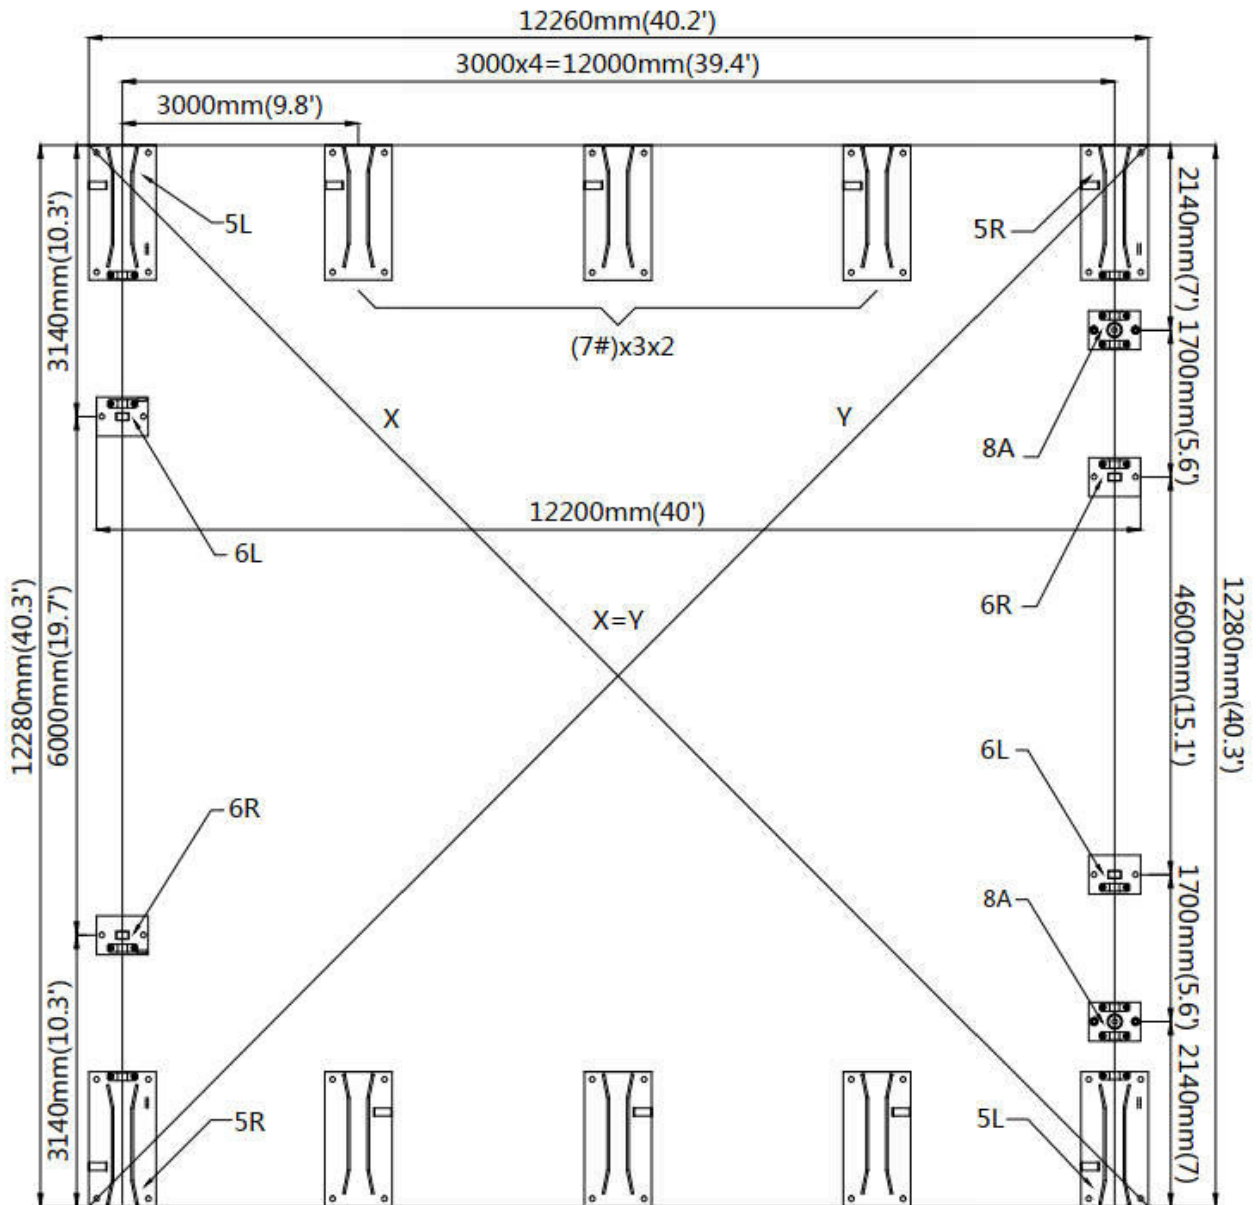 12260mm(40.2')
3000x4=12000mm(39.4')
3000mm(9.8')
5L
5R
3140mm(10.3')
2140mm(7')
(7#)x3x2
1700mm(5.6')
X
Y
8A
12200mm(40')
6L
6R
X=Y
12280mm(40.3')
6000mm(19.7')
4600mm(15.1')
12280mm(40.3')
6L
6R
8A
1700mm(5.6')
3140mm(10.3')
5R
5L
2140mm(7)